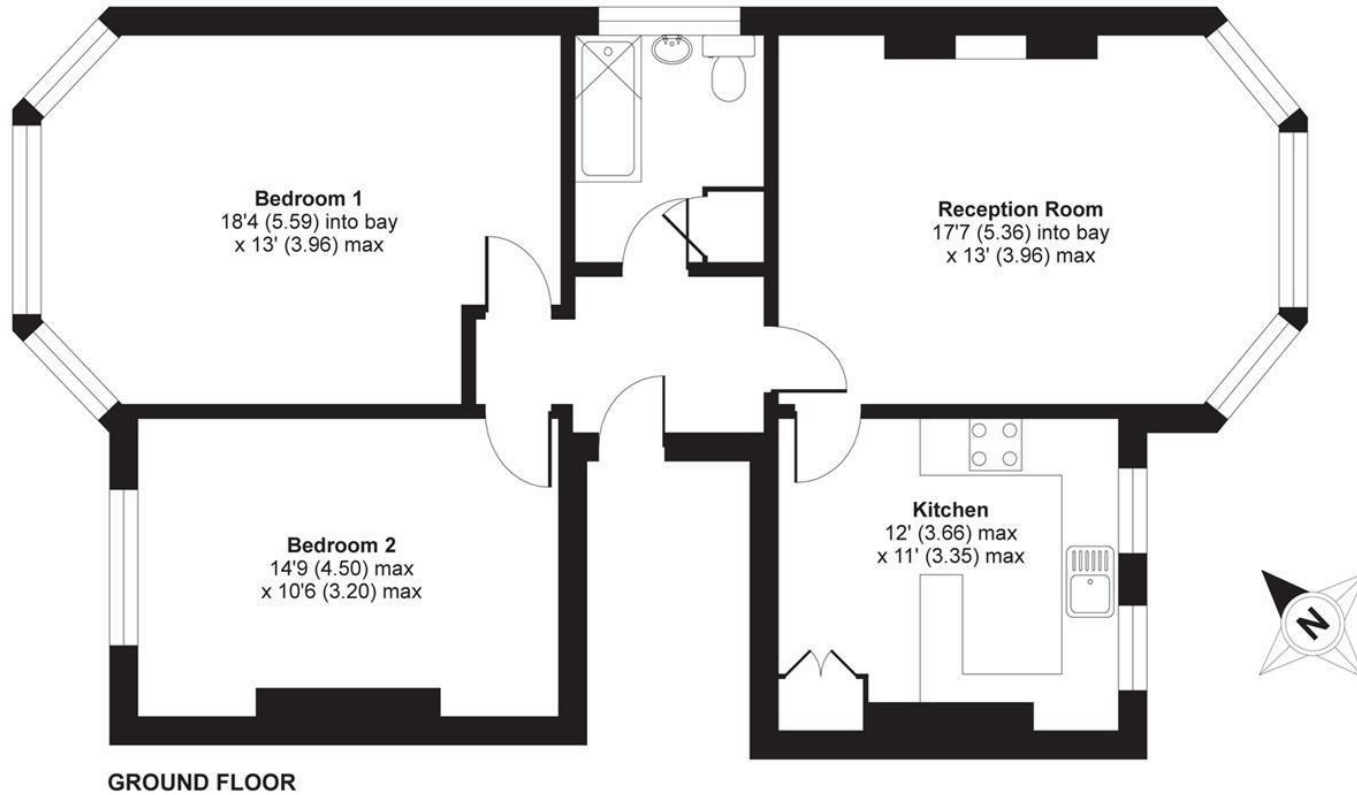 Bedroom 1
18'4 (5.59) into bay
x 13' (3.96) max
Reception Room
17'7 (5.36) into bay
x 13' (3.96) max
Bedroom 2
14'9 (4.50) max
x 10'6 (3.20) max
Kitchen
12' (3.66) max
x 11' (3.35) max
N
GROUND FLOOR